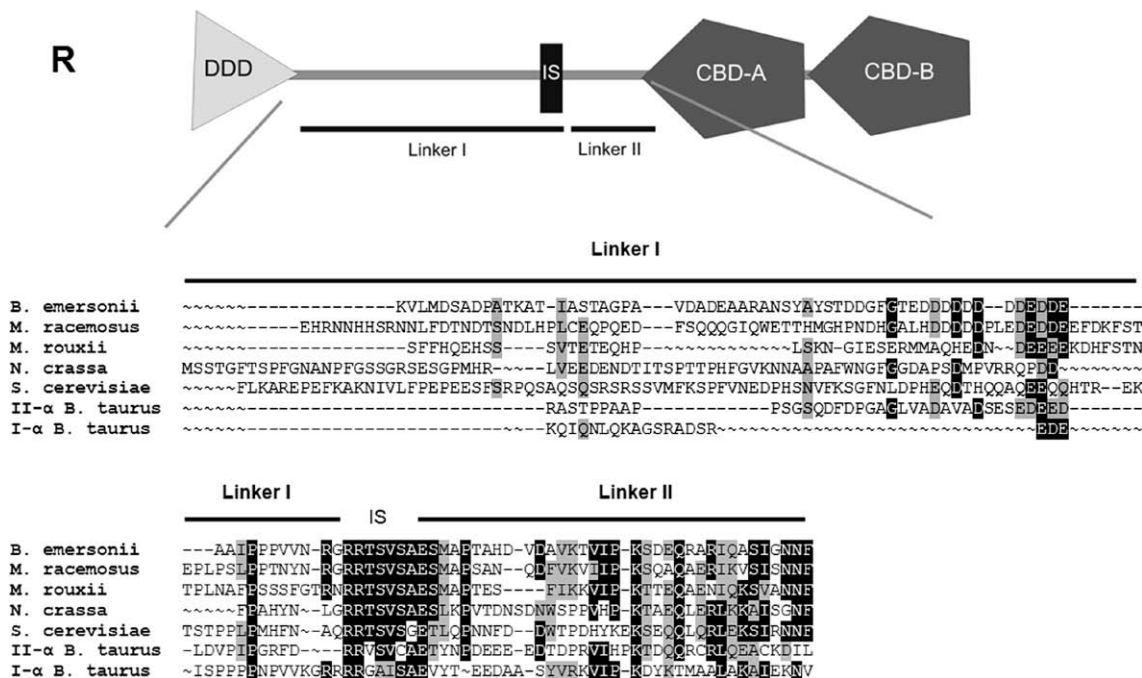 R
DDD
IS
CBD-A
CBD-B
Linker I
Linker II
Linker I
B. emersonii ~~~~~~----------------KVLMDSADPATKAT-IASTAGPA---VDADEAARANSYAYSTDDGFGTEDDDDDD--DDEDDE-------
M. racemosus ~~~~~~-------EHRNNHHSRNNLFDTNDTSNDLHPLCEQPQED---FSQQQGIQWETTHMGHPNDHGALHDDDDDPLEDEDDEEEFDKFST
M. rouxii ~~~~~~-----------------SFFHQEHSS-----SVTETEQHP----------LSKN-GIESERMMAQHEDN--~DEEEEKDHFSTN
N. crassa MSSTGFTSPFGNANPFGSSGRSESGPMHR------LVEEDENDTITSPTTPHFGVKNNAAPAFWNGFGGDAPSDMPVRRQPDD~~~~~~~
S. cerevisiae ~~~~~-FLKAREPEFKAKNIVLFPEPEESFSRPQSAQAQQSRSRSSVMFKSPFVNEDPHSNVFKSGFNLDPHEQDTHQQAQEEQQHTR--EK
II-α B. taurus ~~~~~~----------------------------RASTPPAAP----------PSGSQDFDPGAGLVADAVADSESEDEED-------
I-α B. taurus ~~~~~~----------------------------KQIQNLQKAGSRADSR~~~~~~~~~~~~~~~~~~~~~~~~~~~~~~EDE~~~~~~~
Linker I
IS
Linker II
B. emersonii ---AAIPPPVVN-RGRRTSVSAESMAPTAHD-VDAVKTVIP-KSDEQRARIQASIGNNF
M. racemosus EPLPSLPPTNYN-RGRRTSVSAESMAPSAN--QDFVKVIIP-KSQAQAERIKVSISNNF
M. rouxii TPLNAFPSSSFGTRNRRTSVSAESMAPTES---FIKKVIP-KTTEQAENIQKSVANNF
N. crassa ~~~~~FPAHYN--LGRRTSVSAESLKPVTDNSDNWSPPVHP-KTAEQLERLKKAISGNF
S. cerevisiae TSTPPLPMHFN--AQRRTSVSGETLQPNNFD--DWTPDHYKEKSEQQLQRLEKSIRNNF
II-α B. taurus -LDVPIPGRFD---RRVSVCAETYNPDEEE-EDTDPRVIHPKTDQQRCRLQEACKDIL
I-α B. taurus ~ISPPPPNPVVKGRRRRGAISAEVYT~EEDAA-SYVRKVIP-KDYKTMAALAKAIEKNV